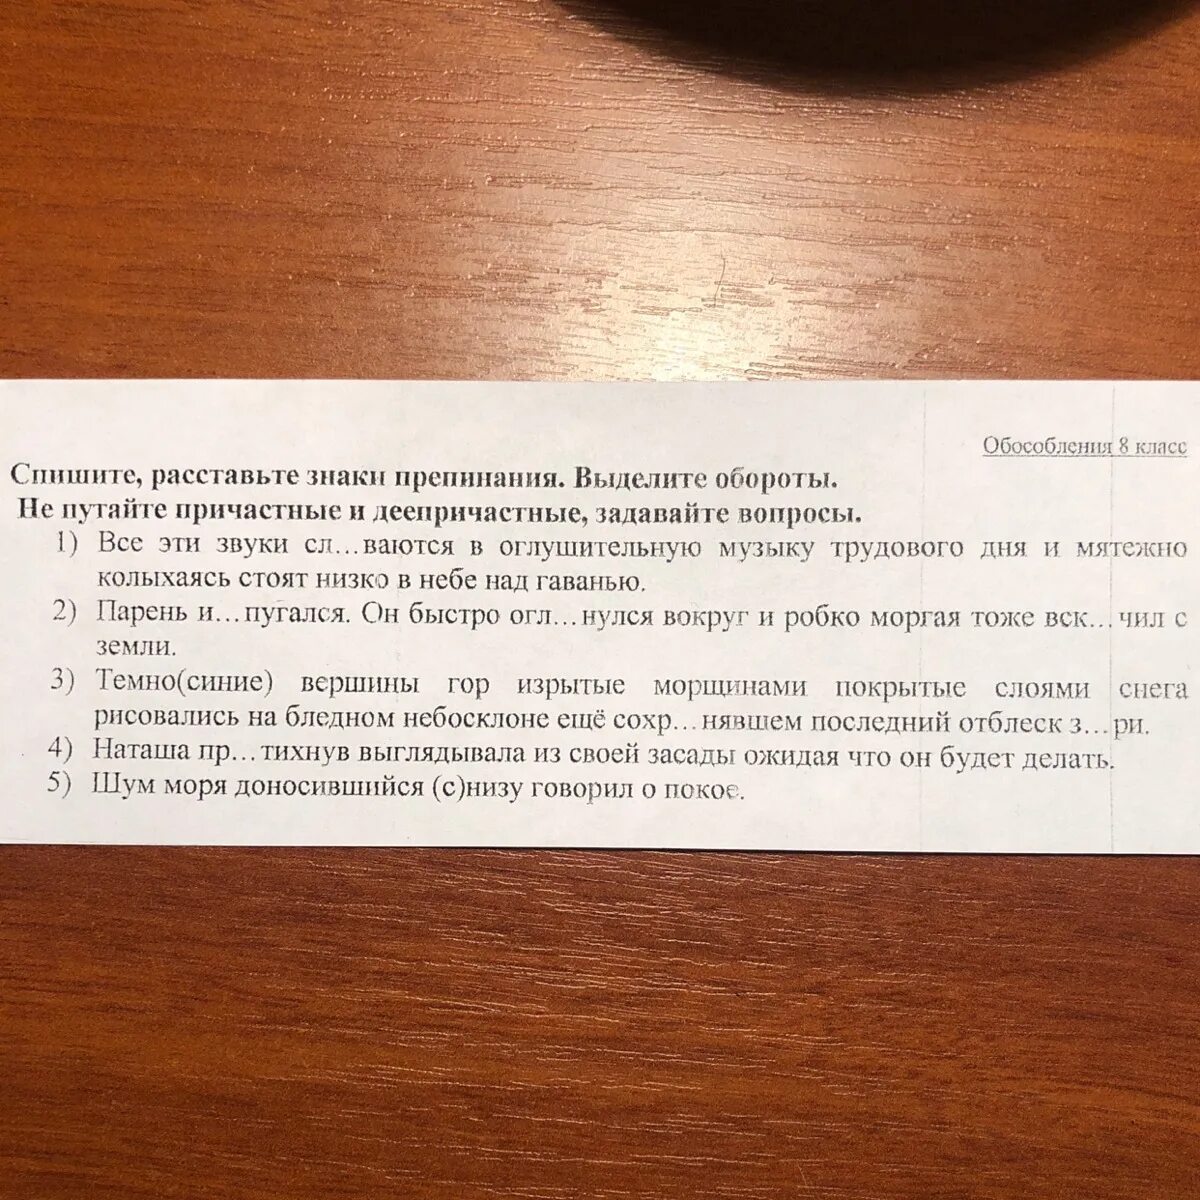 Обособления 8 класс
Спишите, расставьте знаки препинания. Выделите обороты.
Не путайте причастные и деепричастные, задавайте вопросы.
1) Все эти звуки сл...ваются в оглушительную музыку трудового дня и мятежно
колыхаясь стоят низко в небе над гаванью.
2) Парень и...пугался. Он быстро огл...нулся вокруг и робко моргая тоже вск...чил с
земли.
3) Темно(синие) вершины гор изрытые морщинами покрытые слоями снега
рисовались на бледном небосклоне ещё сохр...нявшем последний отблеск з...ри.
4) Наташа пр...тихнув выглядывала из своей засады ожидая что он будет делать.
5) Шум моря доносившийся (с)низу говорил о покое.